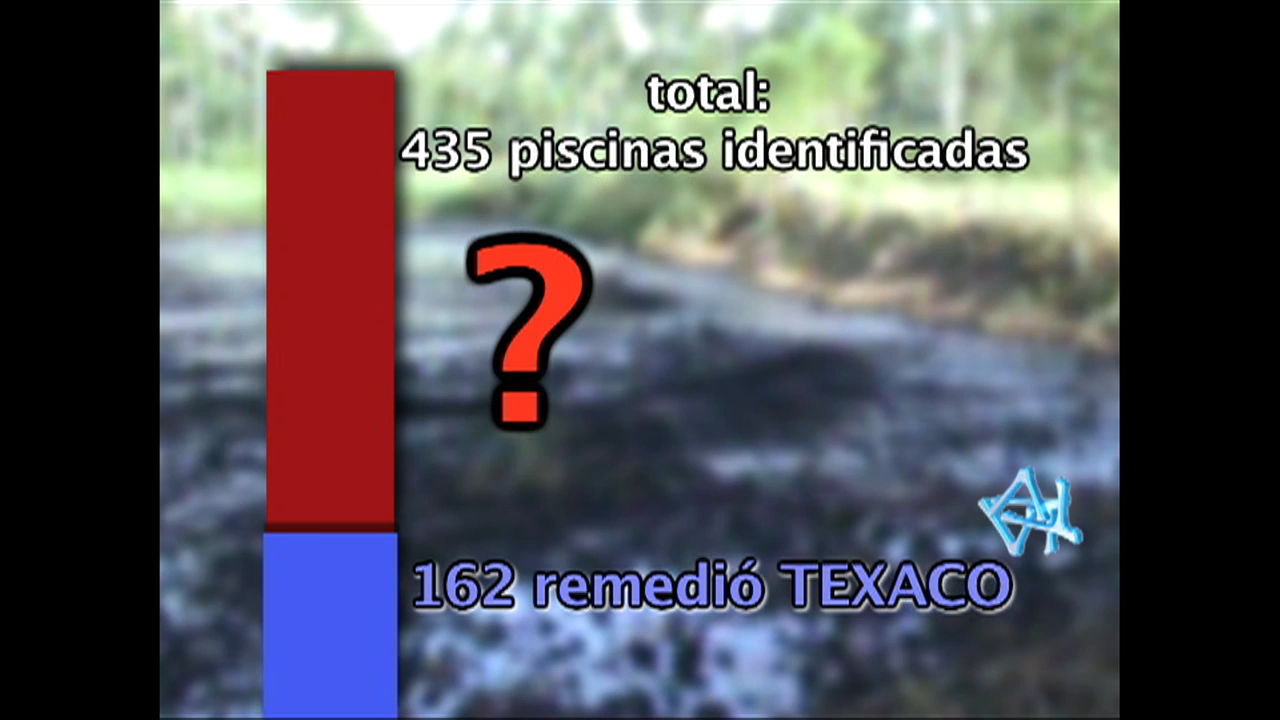 total:
435 piscinas identificadas
?
162 remedió TEXACO